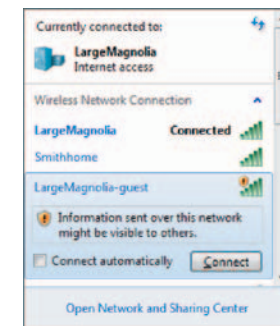 Currently connected to:
LargeMagnolia
Internet access
Wireless Network Connection
LargeMagnolia Connected
Smithhome
LargeMagnolia-guest
Information sent over this network
might be visible to others.
Connect automatically Connect
Open Network and Sharing Center